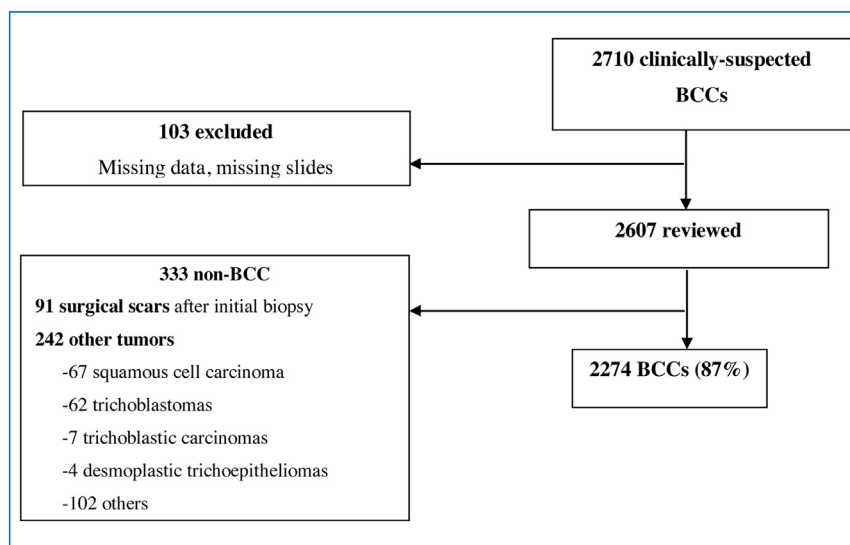 2710 clinically-suspected
BCCs
103 excluded
Missing data, missing slides
2607 reviewed
333 non-BCC
91 surgical scars after initial biopsy
242 other tumors
-67 squamous cell carcinoma
-62 trichoblastomas
-7 trichoblastic carcinomas
-4 desmoplastic trichoepitheliomas
-102 others
2274 BCCs (87%)